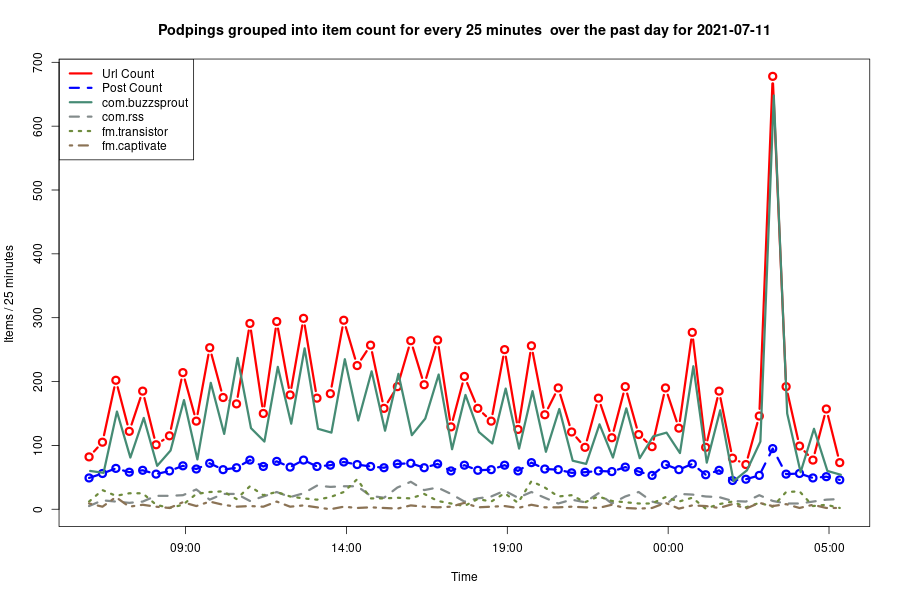 Podpings grouped into item count for every 25 minutes  over the past day for 2021-07-11
Url Count
Post Count
com.buzzsprout
com.rss
fm.transistor
fm.captivate
700
600
500
400
300
200
100
0
Items / 25 minutes
09:00
14:00
19:00
00:00
05:00
Time